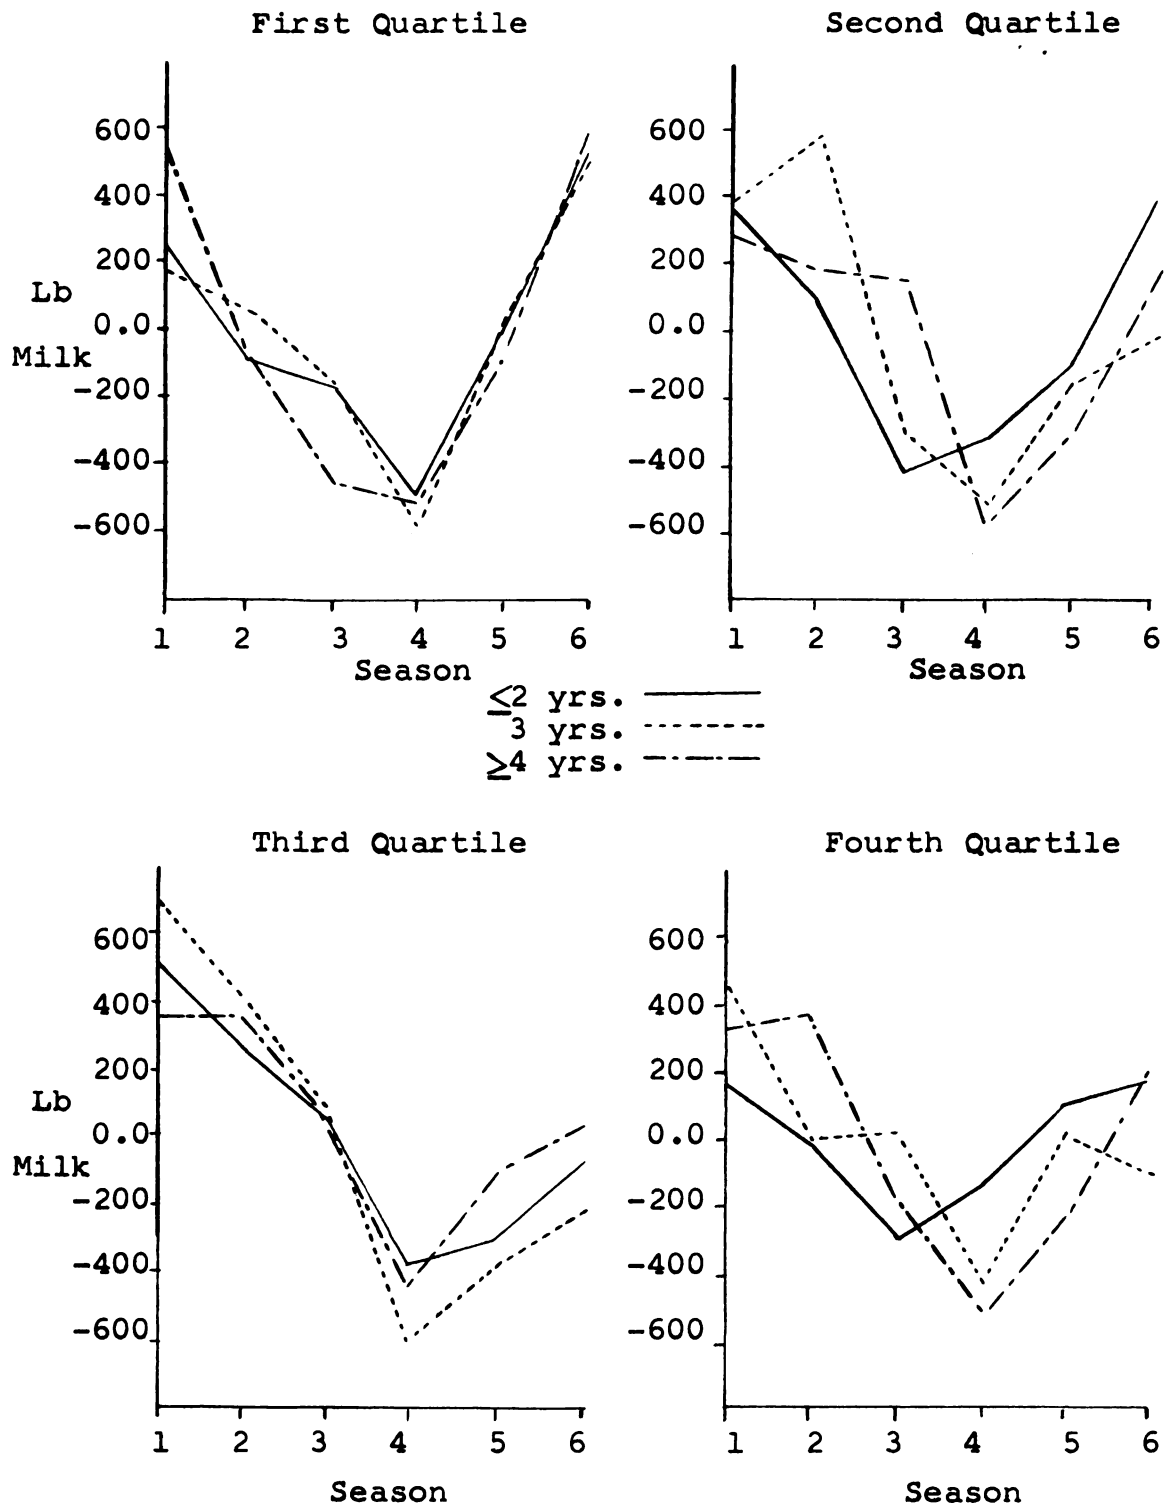 First Quartile
Second Quartile
600
400
200
0.0
-200
-400
-600
Lb
Milk
1 2 3 4 5 6
Season
600
400
200
0.0
-200
-400
-600
1 2 3 4 5 6
Season
≤2 yrs.
3 yrs.
≥4 yrs.
Third Quartile
Fourth Quartile
600
400
200
0.0
-200
-400
-600
Lb
Milk
1 2 3 4 5 6
Season
600
400
200
0.0
-200
-400
-600
1 2 3 4 5 6
Season